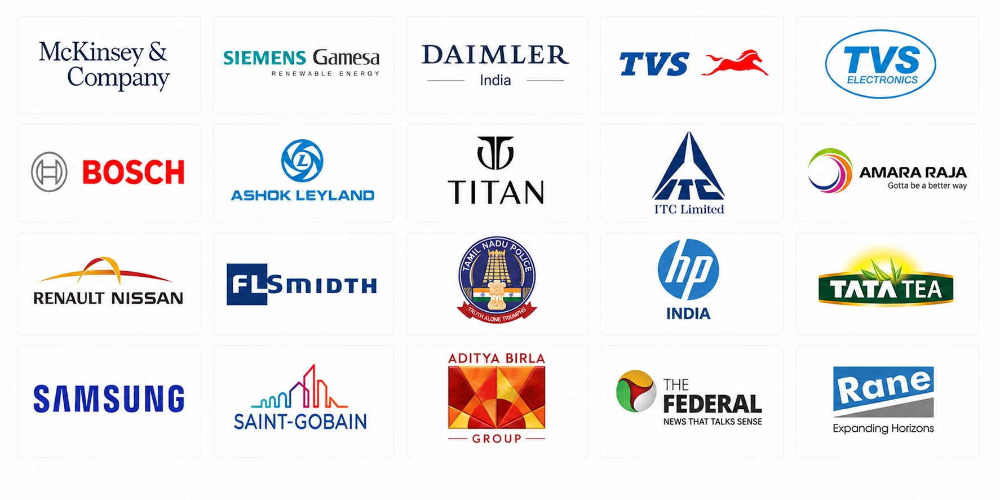 McKinsey &
Company
SIEMENS Gamesa
RENEWABLE ENERGY
DAIMLER
India
TVS
TVS
ELECTRONICS
BOSCH
L
ASHOK LEYLAND
TITAN
ITC
ITC Limited
AMARA RAJA
Gotta be a better way
RENAULT NISSAN
FLSMIDTH
TAMIL NADU POLICE
TRUTH ALONE TRIUMPHS
hp
INDIA
TATA TEA
SAMSUNG
SAINT-GOBAIN
ADITYA BIRLA
GROUP
THE
FEDERAL
NEWS THAT TALKS SENSE
Rane
Expanding Horizons